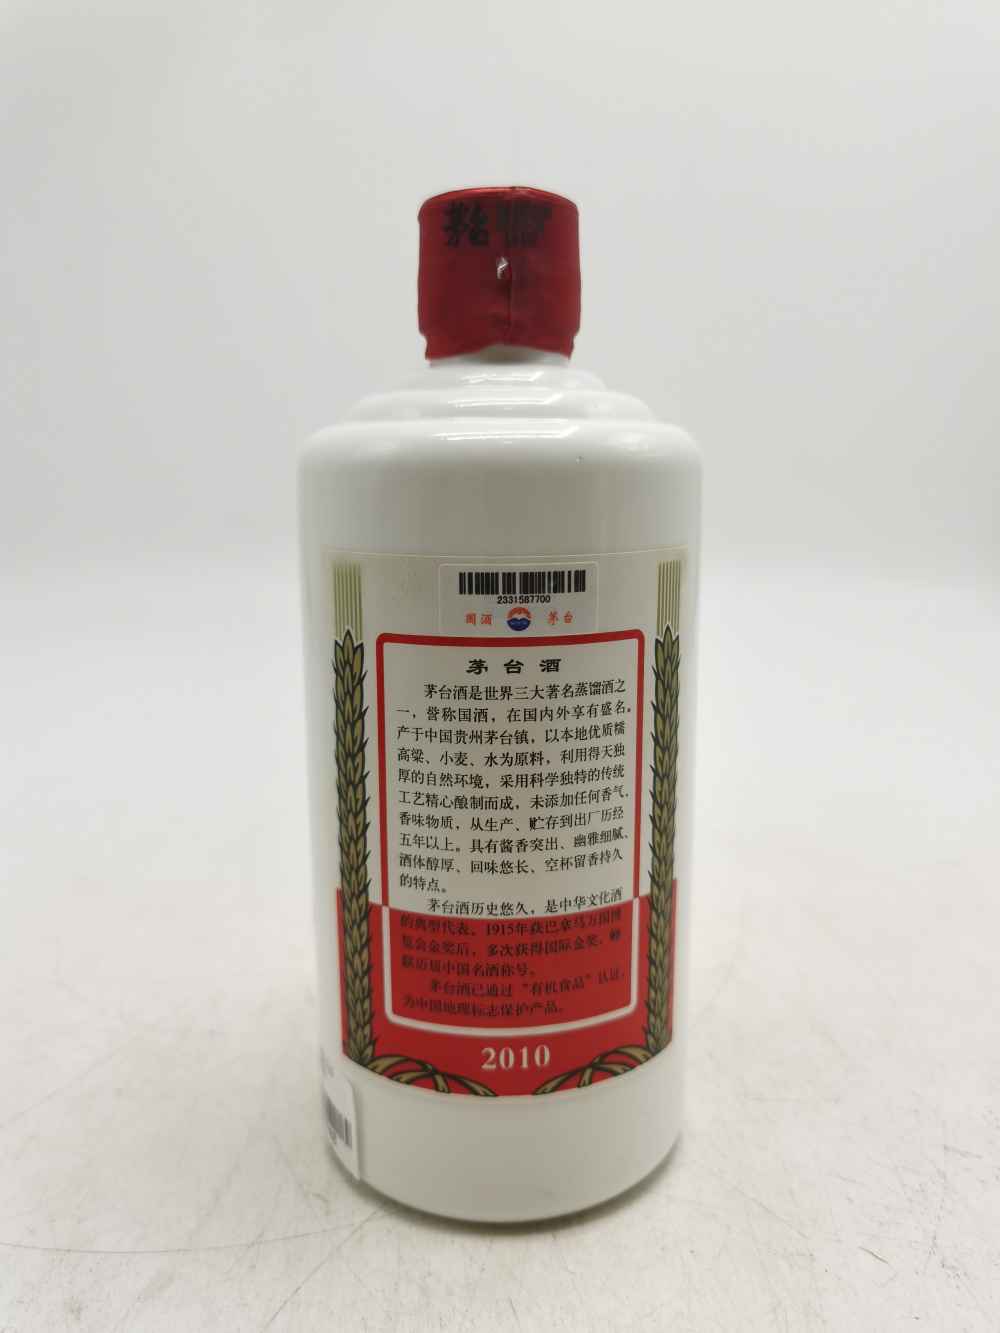 茅台
2331587700
国酒 茅台
茅台酒
茅台酒是世界三大著名蒸馏酒之
一，誉称国酒，在国内外享有盛名。
产于中国贵州茅台镇，以本地优质糯
高粱、小麦、水为原料，利用得天独
厚的自然环境，采用科学独特的传统
工艺精心酿制而成，未添加任何香气、
香味物质，从生产、贮存到出厂历经
五年以上。具有酱香突出、幽雅细腻、
酒体醇厚、回味悠长、空杯留香持久
的特点。
茅台酒历史悠久，是中华文化酒
的典型代表。1915年获巴拿马万国博
览会金奖后，多次获得国际金奖，蝉
联历届中国名酒称号。
茅台酒已通过“有机食品”认证，
为中国地理标志保护产品。
2010